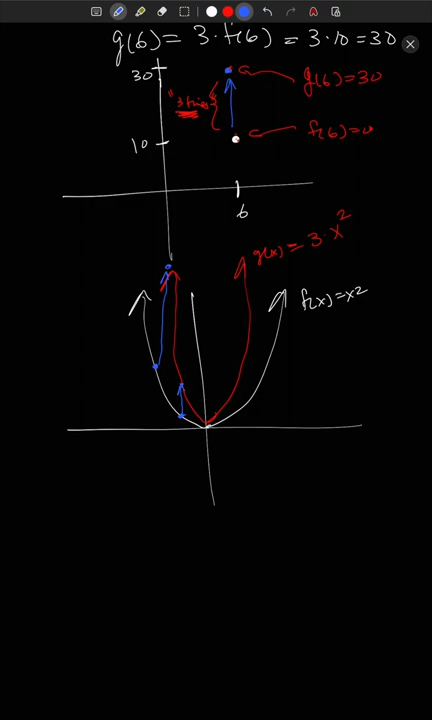 g(6) = 3 · f(6) = 3 · 10 = 30
30
g(6) = 30
"3 times"
f(6) = 10
10
6
g(x) = 3 · x²
f(x) = x²